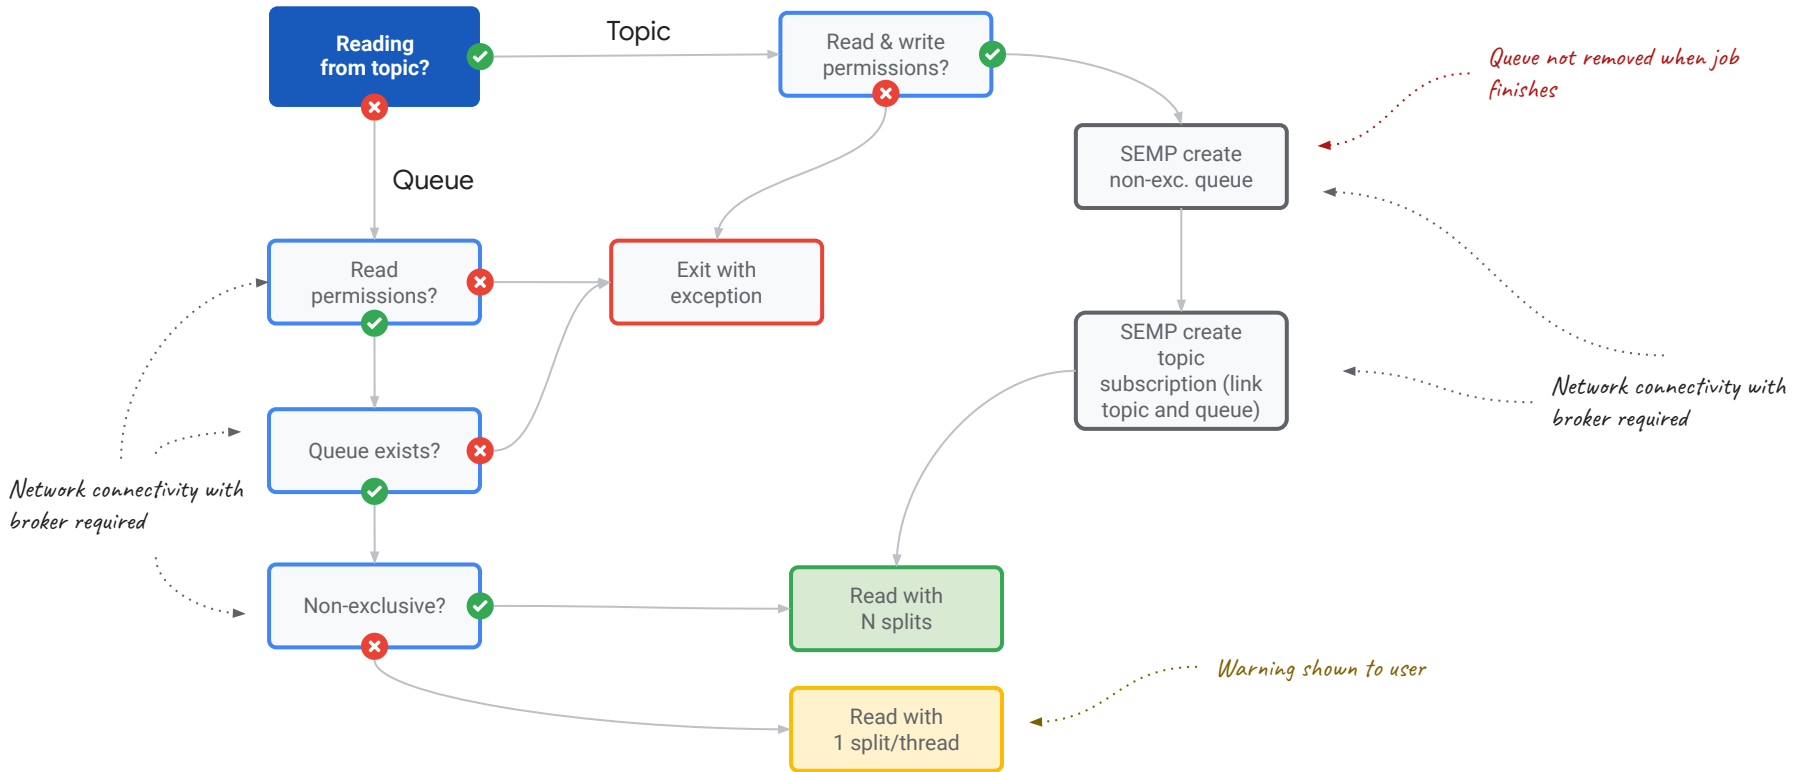 Reading
from topic?
Topic
Read & write
permissions?
Queue not removed when job
finishes
SEMP create
non-exc. queue
Queue
Read
permissions?
Exit with
exception
SEMP create
topic
subscription (link
topic and queue)
Network connectivity with
broker required
Queue exists?
Network connectivity with
broker required
Non-exclusive?
Read with
N splits
Warning shown to user
Read with
1 split/thread